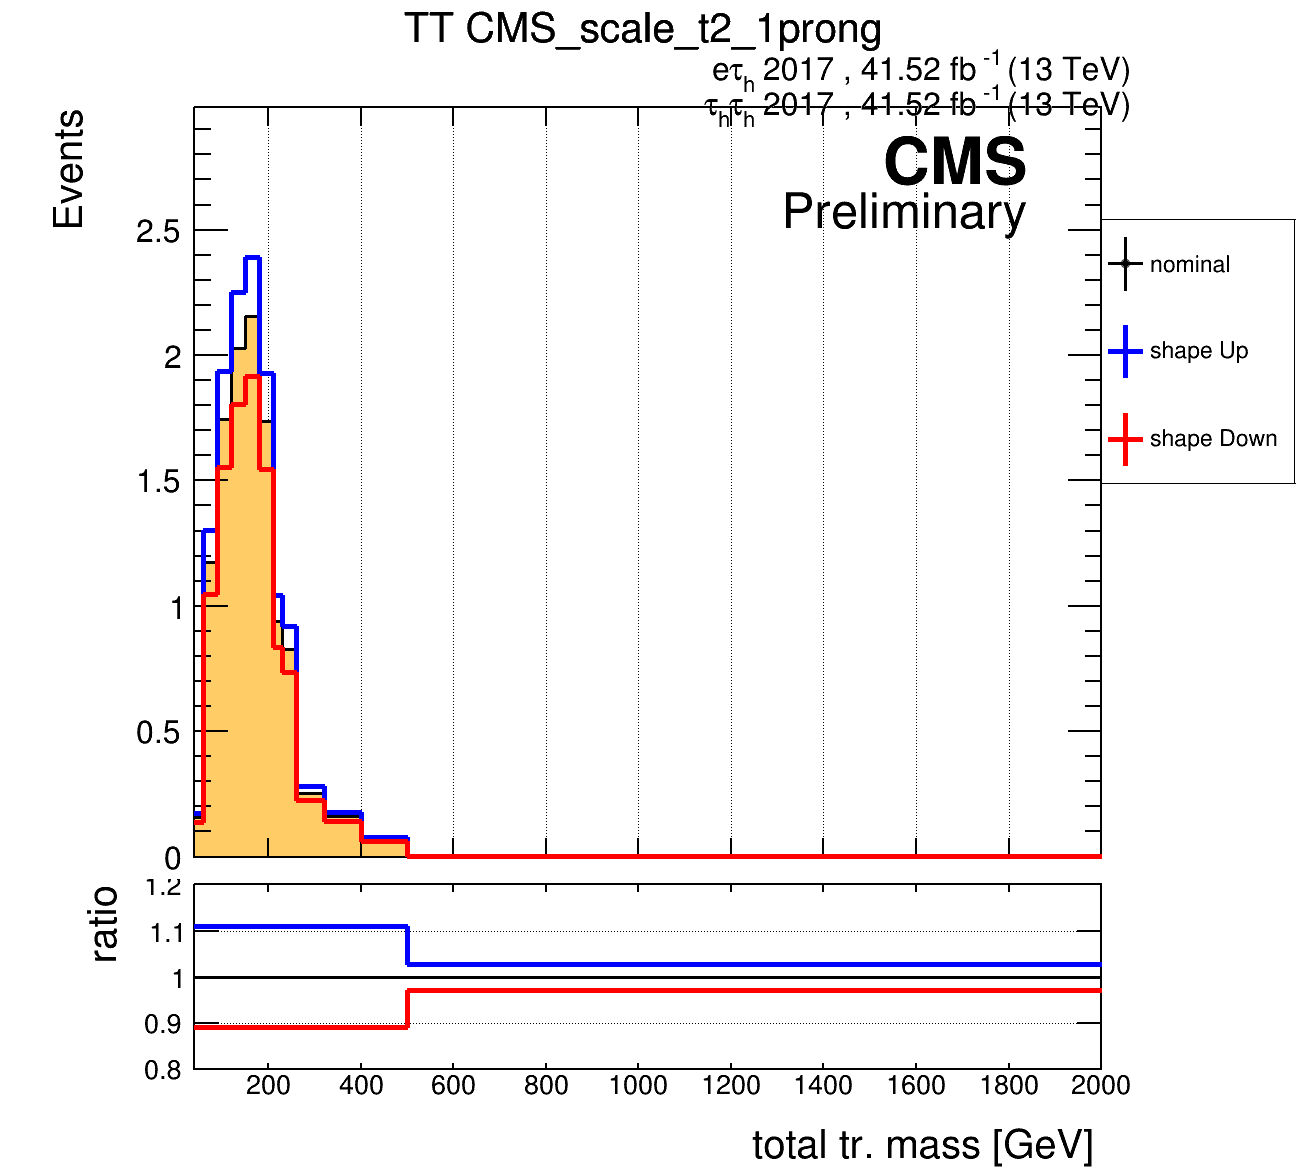 TT CMS_scale_t2_1prong
eτh 2017 , 41.52 fb -1 (13 TeV)
τhτh 2017 , 41.52 fb -1 (13 TeV)
CMS
Preliminary
Events
2.5
2
1.5
1
0.5
0
nominal
shape Up
shape Down
ratio
1.2
1.1
1
0.9
0.8
200 400 600 800 1000 1200 1400 1600 1800 2000
total tr. mass [GeV]